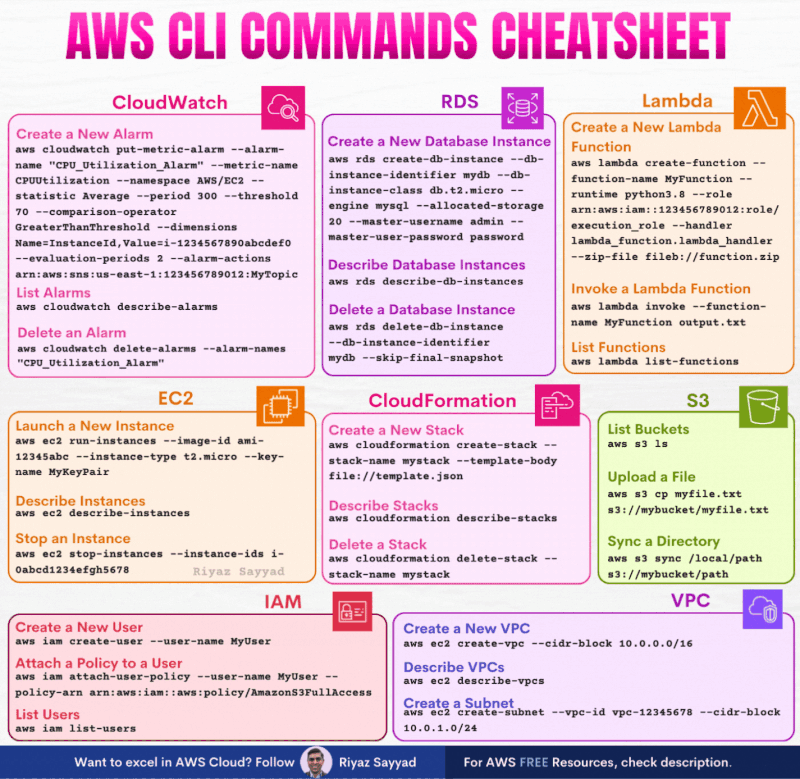 AWS CLI COMMANDS CHEATSHEET
CloudWatch
Create a New Alarm
aws cloudwatch put-metric-alarm --alarm-
name "CPU_Utilization_Alarm" --metric-name
CPUUtilization --namespace AWS/EC2 --
statistic Average --period 300 --threshold
70 --comparison-operator
GreaterThanThreshold --dimensions
Name=InstanceId,Value=i-1234567890abcdef0
--evaluation-periods 2 --alarm-actions
arn:aws:sns:us-east-1:123456789012:MyTopic
List Alarms
aws cloudwatch describe-alarms
Delete an Alarm
aws cloudwatch delete-alarms --alarm-names
"CPU_Utilization_Alarm"
RDS
Create a New Database Instance
aws rds create-db-instance --db-
instance-identifier mydb --db-
instance-class db.t2.micro --
engine mysql --allocated-storage
20 --master-username admin --
master-user-password password
Describe Database Instances
aws rds describe-db-instances
Delete a Database Instance
aws rds delete-db-instance
--db-instance-identifier
mydb --skip-final-snapshot
Lambda
Create a New Lambda
Function
aws lambda create-function --
function-name MyFunction --
runtime python3.8 --role
arn:aws:iam::123456789012:role/
execution_role --handler
lambda_function.lambda_handler
--zip-file fileb://function.zip
Invoke a Lambda Function
aws lambda invoke --function-
name MyFunction output.txt
List Functions
aws lambda list-functions
EC2
Launch a New Instance
aws ec2 run-instances --image-id ami-
12345abc --instance-type t2.micro --key-
name MyKeyPair
Describe Instances
aws ec2 describe-instances
Stop an Instance
aws ec2 stop-instances --instance-ids i-
0abcd1234efgh5678
Riyaz Sayyad
CloudFormation
Create a New Stack
aws cloudformation create-stack --
stack-name mystack --template-body
file://template.json
Describe Stacks
aws cloudformation describe-stacks
Delete a Stack
aws cloudformation delete-stack --
stack-name mystack
S3
List Buckets
aws s3 ls
Upload a File
aws s3 cp myfile.txt
s3://mybucket/myfile.txt
Sync a Directory
aws s3 sync /local/path
s3://mybucket/path
IAM
Create a New User
aws iam create-user --user-name MyUser
Attach a Policy to a User
aws iam attach-user-policy --user-name MyUser --
policy-arn arn:aws:iam::aws:policy/AmazonS3FullAccess
List Users
aws iam list-users
VPC
Create a New VPC
aws ec2 create-vpc --cidr-block 10.0.0.0/16
Describe VPCs
aws ec2 describe-vpcs
Create a Subnet
aws ec2 create-subnet --vpc-id vpc-12345678 --cidr-block
10.0.1.0/24
Want to excel in AWS Cloud? Follow Riyaz Sayyad
For AWS FREE Resources, check description.